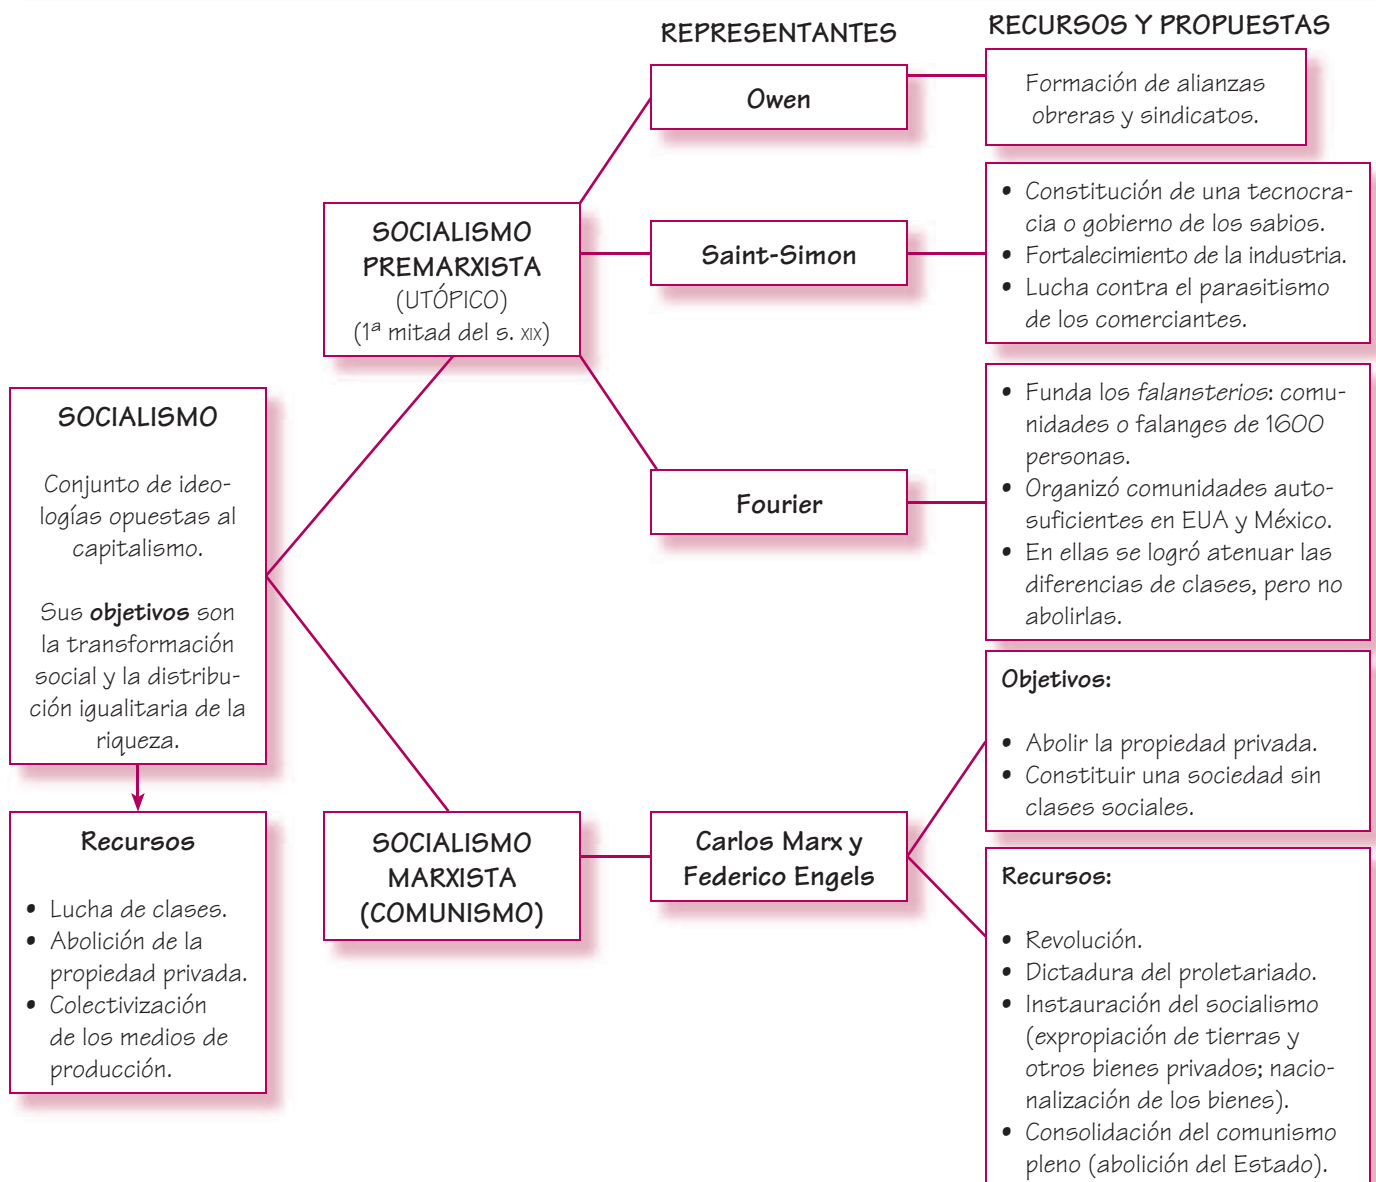 REPRESENTANTES
RECURSOS Y PROPUESTAS
Owen
Formación de alianzas
obreras y sindicatos.
SOCIALISMO
PREMARXISTA
(UTÓPICO)
(1ª mitad del s. XIX)
Saint-Simon
• Constitución de una tecnocra-
cia o gobierno de los sabios.
• Fortalecimiento de la industria.
• Lucha contra el parasitismo
de los comerciantes.
Fourier
• Funda los falansterios: comu-
nidades o falanges de 1600
personas.
• Organizó comunidades auto-
suficientes en EUA y México.
• En ellas se logró atenuar las
diferencias de clases, pero no
abolirlas.
SOCIALISMO
Conjunto de ideo-
logías opuestas al
capitalismo.
Sus objetivos son
la transformación
social y la distribu-
ción igualitaria de la
riqueza.
Recursos
• Lucha de clases.
• Abolición de la
propiedad privada.
• Colectivización
de los medios de
producción.
SOCIALISMO
MARXISTA
(COMUNISMO)
Carlos Marx y
Federico Engels
Objetivos:
• Abolir la propiedad privada.
• Constituir una sociedad sin
clases sociales.
Recursos:
• Revolución.
• Dictadura del proletariado.
• Instauración del socialismo
(expropiación de tierras y
otros bienes privados; nacio-
nalización de los bienes).
• Consolidación del comunismo
pleno (abolición del Estado).